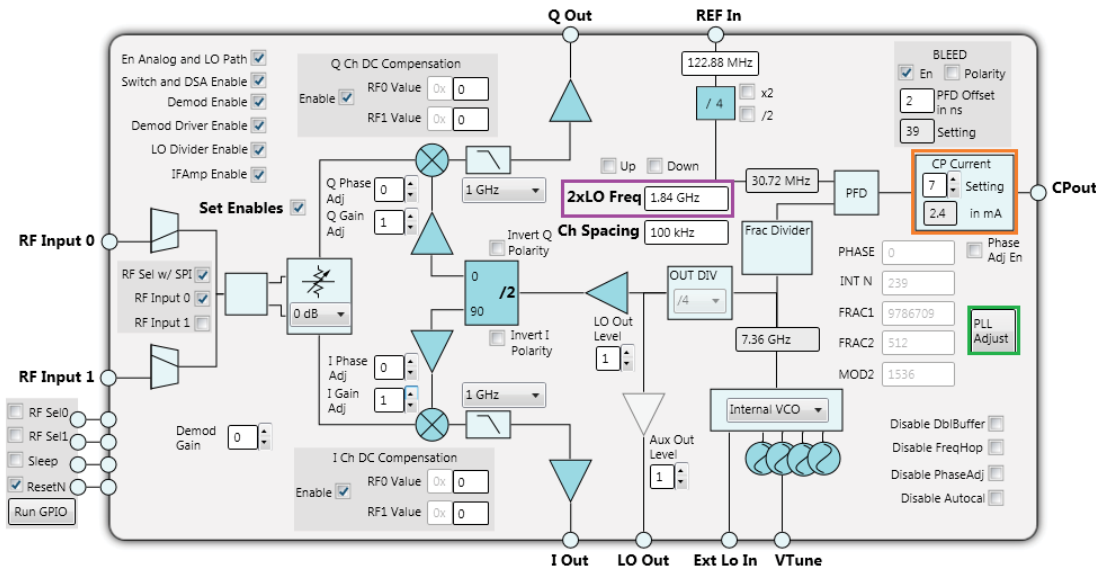 Q Out
REF In
En Analog and LO Path
Switch and DSA Enable
Demod Enable
Demod Driver Enable
LO Divider Enable
IFAmp Enable
Set Enables
Q Ch DC Compensation
Enable
RF0 Value
0x
0
RF1 Value
0x
0
122.88 MHz
/ 4
x2
/2
BLEED
En
Polarity
2
PFD Offset
in ns
39
Setting
Up
Down
30.72 MHz
PFD
CP Current
7
Setting
2.4
in mA
CPout
Q Phase
Adj
0
Q Gain
Adj
1
1 GHz
2xLO Freq
1.84 GHz
Ch Spacing
100 kHz
Frac Divider
PHASE
0
Phase
Adj En
INT N
239
FRAC1
9786709
FRAC2
512
MOD2
1536
PLL
Adjust
RF Input 0
RF Sel w/ SPI
RF Input 0
RF Input 1
0 dB
Invert Q
Polarity
0
/2
90
Invert I
Polarity
OUT DIV
/4
LO Out
Level
1
7.36 GHz
RF Input 1
I Phase
Adj
0
I Gain
Adj
1
1 GHz
Internal VCO
RF Sel0
RF Sel1
Sleep
ResetN
Run GPIO
Demod
Gain
0
Aux Out
Level
1
Disable DblBuffer
Disable FreqHop
Disable PhaseAdj
Disable Autocal
I Ch DC Compensation
Enable
RF0 Value
0x
0
RF1 Value
0x
0
I Out
LO Out
Ext Lo In
VTune